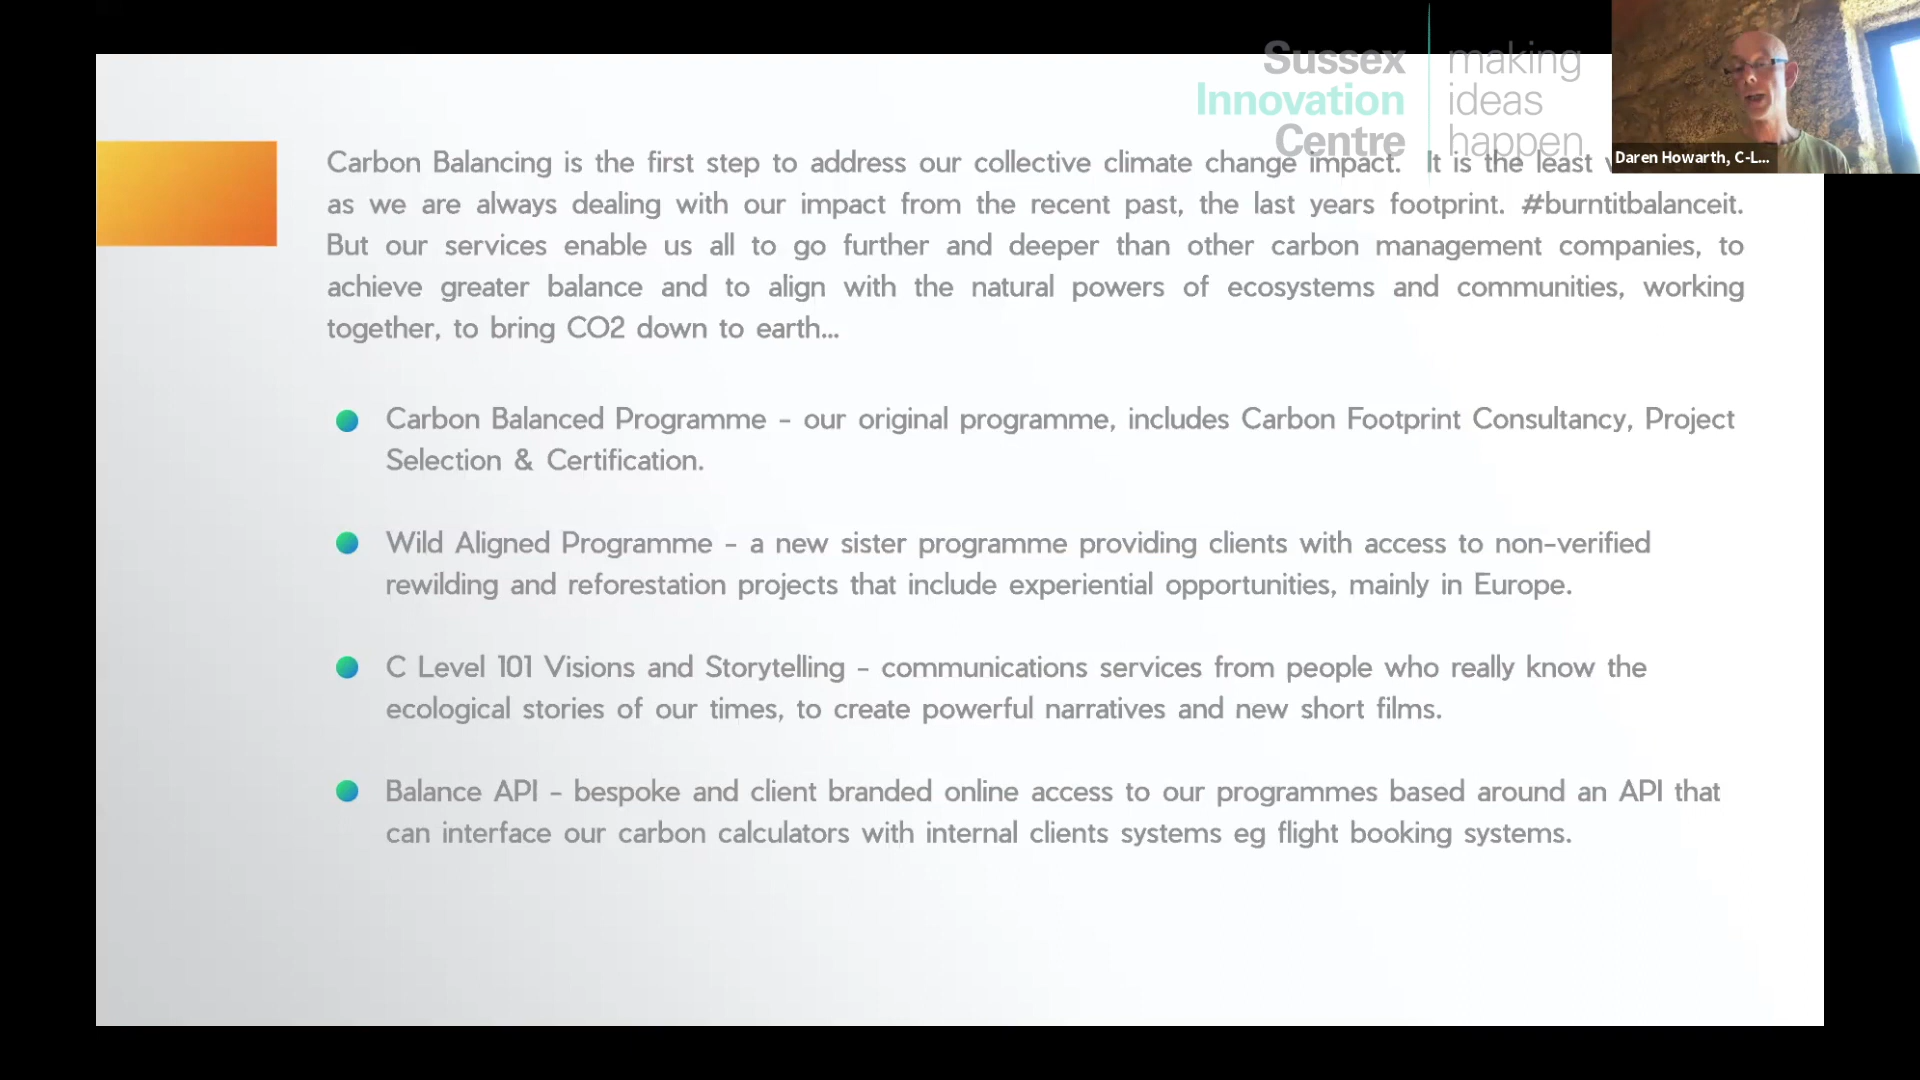 Sussex
Innovation
Centre
making
ideas
happen
Daren Howarth, C-L...
Carbon Balancing is the first step to address our collective climate change impact. It is the least
as we are always dealing with our impact from the recent past, the last years footprint. #burntitbalanceit.
But our services enable us all to go further and deeper than other carbon management companies, to
achieve greater balance and to align with the natural powers of ecosystems and communities, working
together, to bring CO2 down to earth...
Carbon Balanced Programme - our original programme, includes Carbon Footprint Consultancy, Project
Selection & Certification.
Wild Aligned Programme - a new sister programme providing clients with access to non-verified
rewilding and reforestation projects that include experiential opportunities, mainly in Europe.
C Level 101 Visions and Storytelling - communications services from people who really know the
ecological stories of our times, to create powerful narratives and new short films.
Balance API - bespoke and client branded online access to our programmes based around an API that
can interface our carbon calculators with internal clients systems eg flight booking systems.